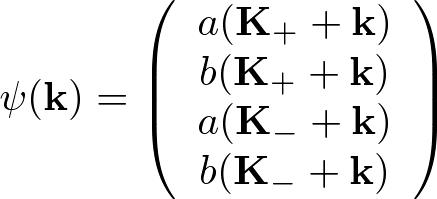 ψ(𝐤) = ( a(𝐊₊ + 𝐤)
b(𝐊₊ + 𝐤)
a(𝐊₋ + 𝐤)
b(𝐊₋ + 𝐤) )